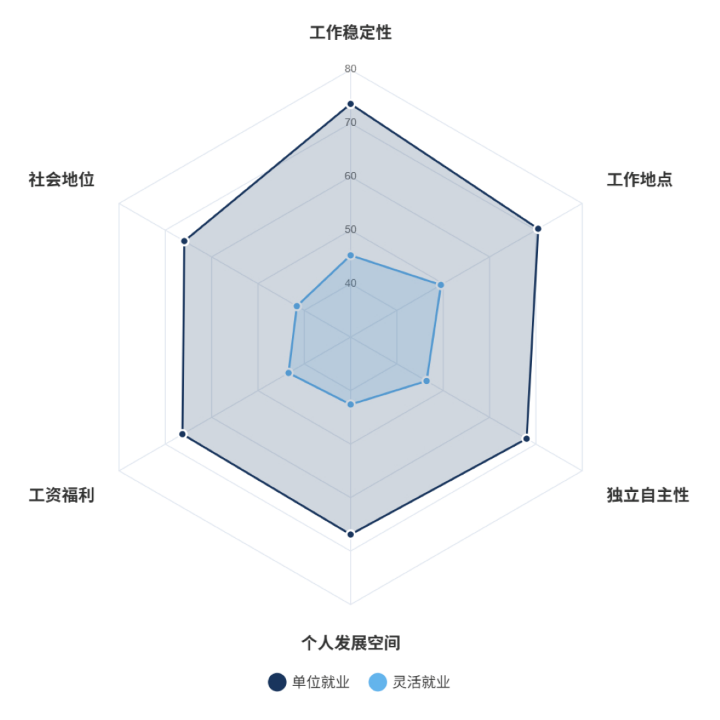 工作稳定性
80
70
60
50
40
社会地位
工作地点
工资福利
独立自主性
个人发展空间
单位就业
灵活就业